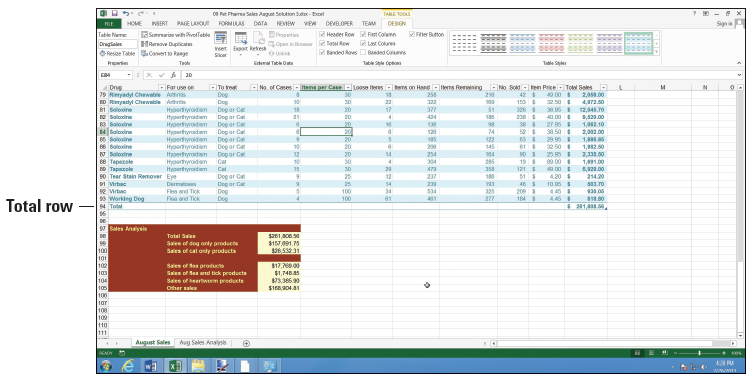 09 Pet Pharma Sales August Solution 3.xlsx - Excel
TABLE TOOLS
Sign in
FILE HOME INSERT PAGE LAYOUT FORMULAS DATA REVIEW VIEW DEVELOPER TEAM DESIGN
Table Name: Summarize with PivotTable Properties Header Row First Column Filter Button
DrugSales Remove Duplicates Insert Slicer Export Refresh Open in Browser Total Row Last Column
Resize Table Convert to Range Unlink Banded Rows Banded Columns
Properties Tools External Table Data Table Style Options Table Styles
E84 fx 20
Drug For use on To treat No. of Cases Items per Case Loose Items Items on Hand Items Remaining No. Sold Item Price Total Sales L M N O
79 Rimyadyl Chewable Arthritis Dog 8 30 18 258 216 42 $ 49.00 $ 2,058.00
80 Rimyadyl Chewable Arthritis Dog 10 30 22 322 169 153 $ 32.50 $ 4,972.50
81 Soloxine Hyperthyroidism Dog or Cat 18 20 17 377 51 326 $ 38.95 $ 12,545.70
82 Soloxine Hyperthyroidism Dog or Cat 21 20 4 424 186 238 $ 40.00 $ 9,520.00
83 Soloxine Hyperthyroidism Dog or Cat 6 20 16 136 98 38 $ 27.95 $ 1,062.10
84 Soloxine Hyperthyroidism Dog or Cat 6 20 6 126 74 52 $ 38.50 $ 2,002.00
85 Soloxine Hyperthyroidism Dog or Cat 9 20 5 185 122 63 $ 29.95 $ 1,886.85
86 Soloxine Hyperthyroidism Dog or Cat 10 20 6 206 145 61 $ 32.50 $ 1,982.50
87 Soloxine Hyperthyroidism Dog or Cat 12 20 14 254 164 90 $ 25.95 $ 2,335.50
88 Tapazole Hyperthyroidism Cat 10 30 4 304 285 19 $ 89.00 $ 1,691.00
89 Tapazole Hyperthyroidism Cat 15 30 29 479 358 121 $ 49.00 $ 5,929.00
90 Tear Stain Remover Eye Dog or Cat 9 25 12 237 186 51 $ 4.20 $ 214.20
91 Virbac Dermatoses Dog or Cat 9 25 14 239 193 46 $ 10.95 $ 503.70
92 Virbac Flea and Tick Dog 5 100 34 534 325 209 $ 4.45 $ 930.05
93 Working Dog Flea and Tick Dog 4 100 61 461 277 184 $ 4.45 $ 818.80
Total row
94 Total $ 261,808.56
95
96
97 Sales Analysis
98 Total Sales $261,808.56
99 Sales of dog only products $157,691.75
100 Sales of cat only products $26,532.31
101
102 Sales of flea products $17,769.00
103 Sales of flea and tick products $1,748.85
104 Sales of heartworm products $73,385.90
105 Other sales $168,904.81
106
107
108
109
110
111
August Sales Aug Sales Analysis
READY 100%
4:28 PM